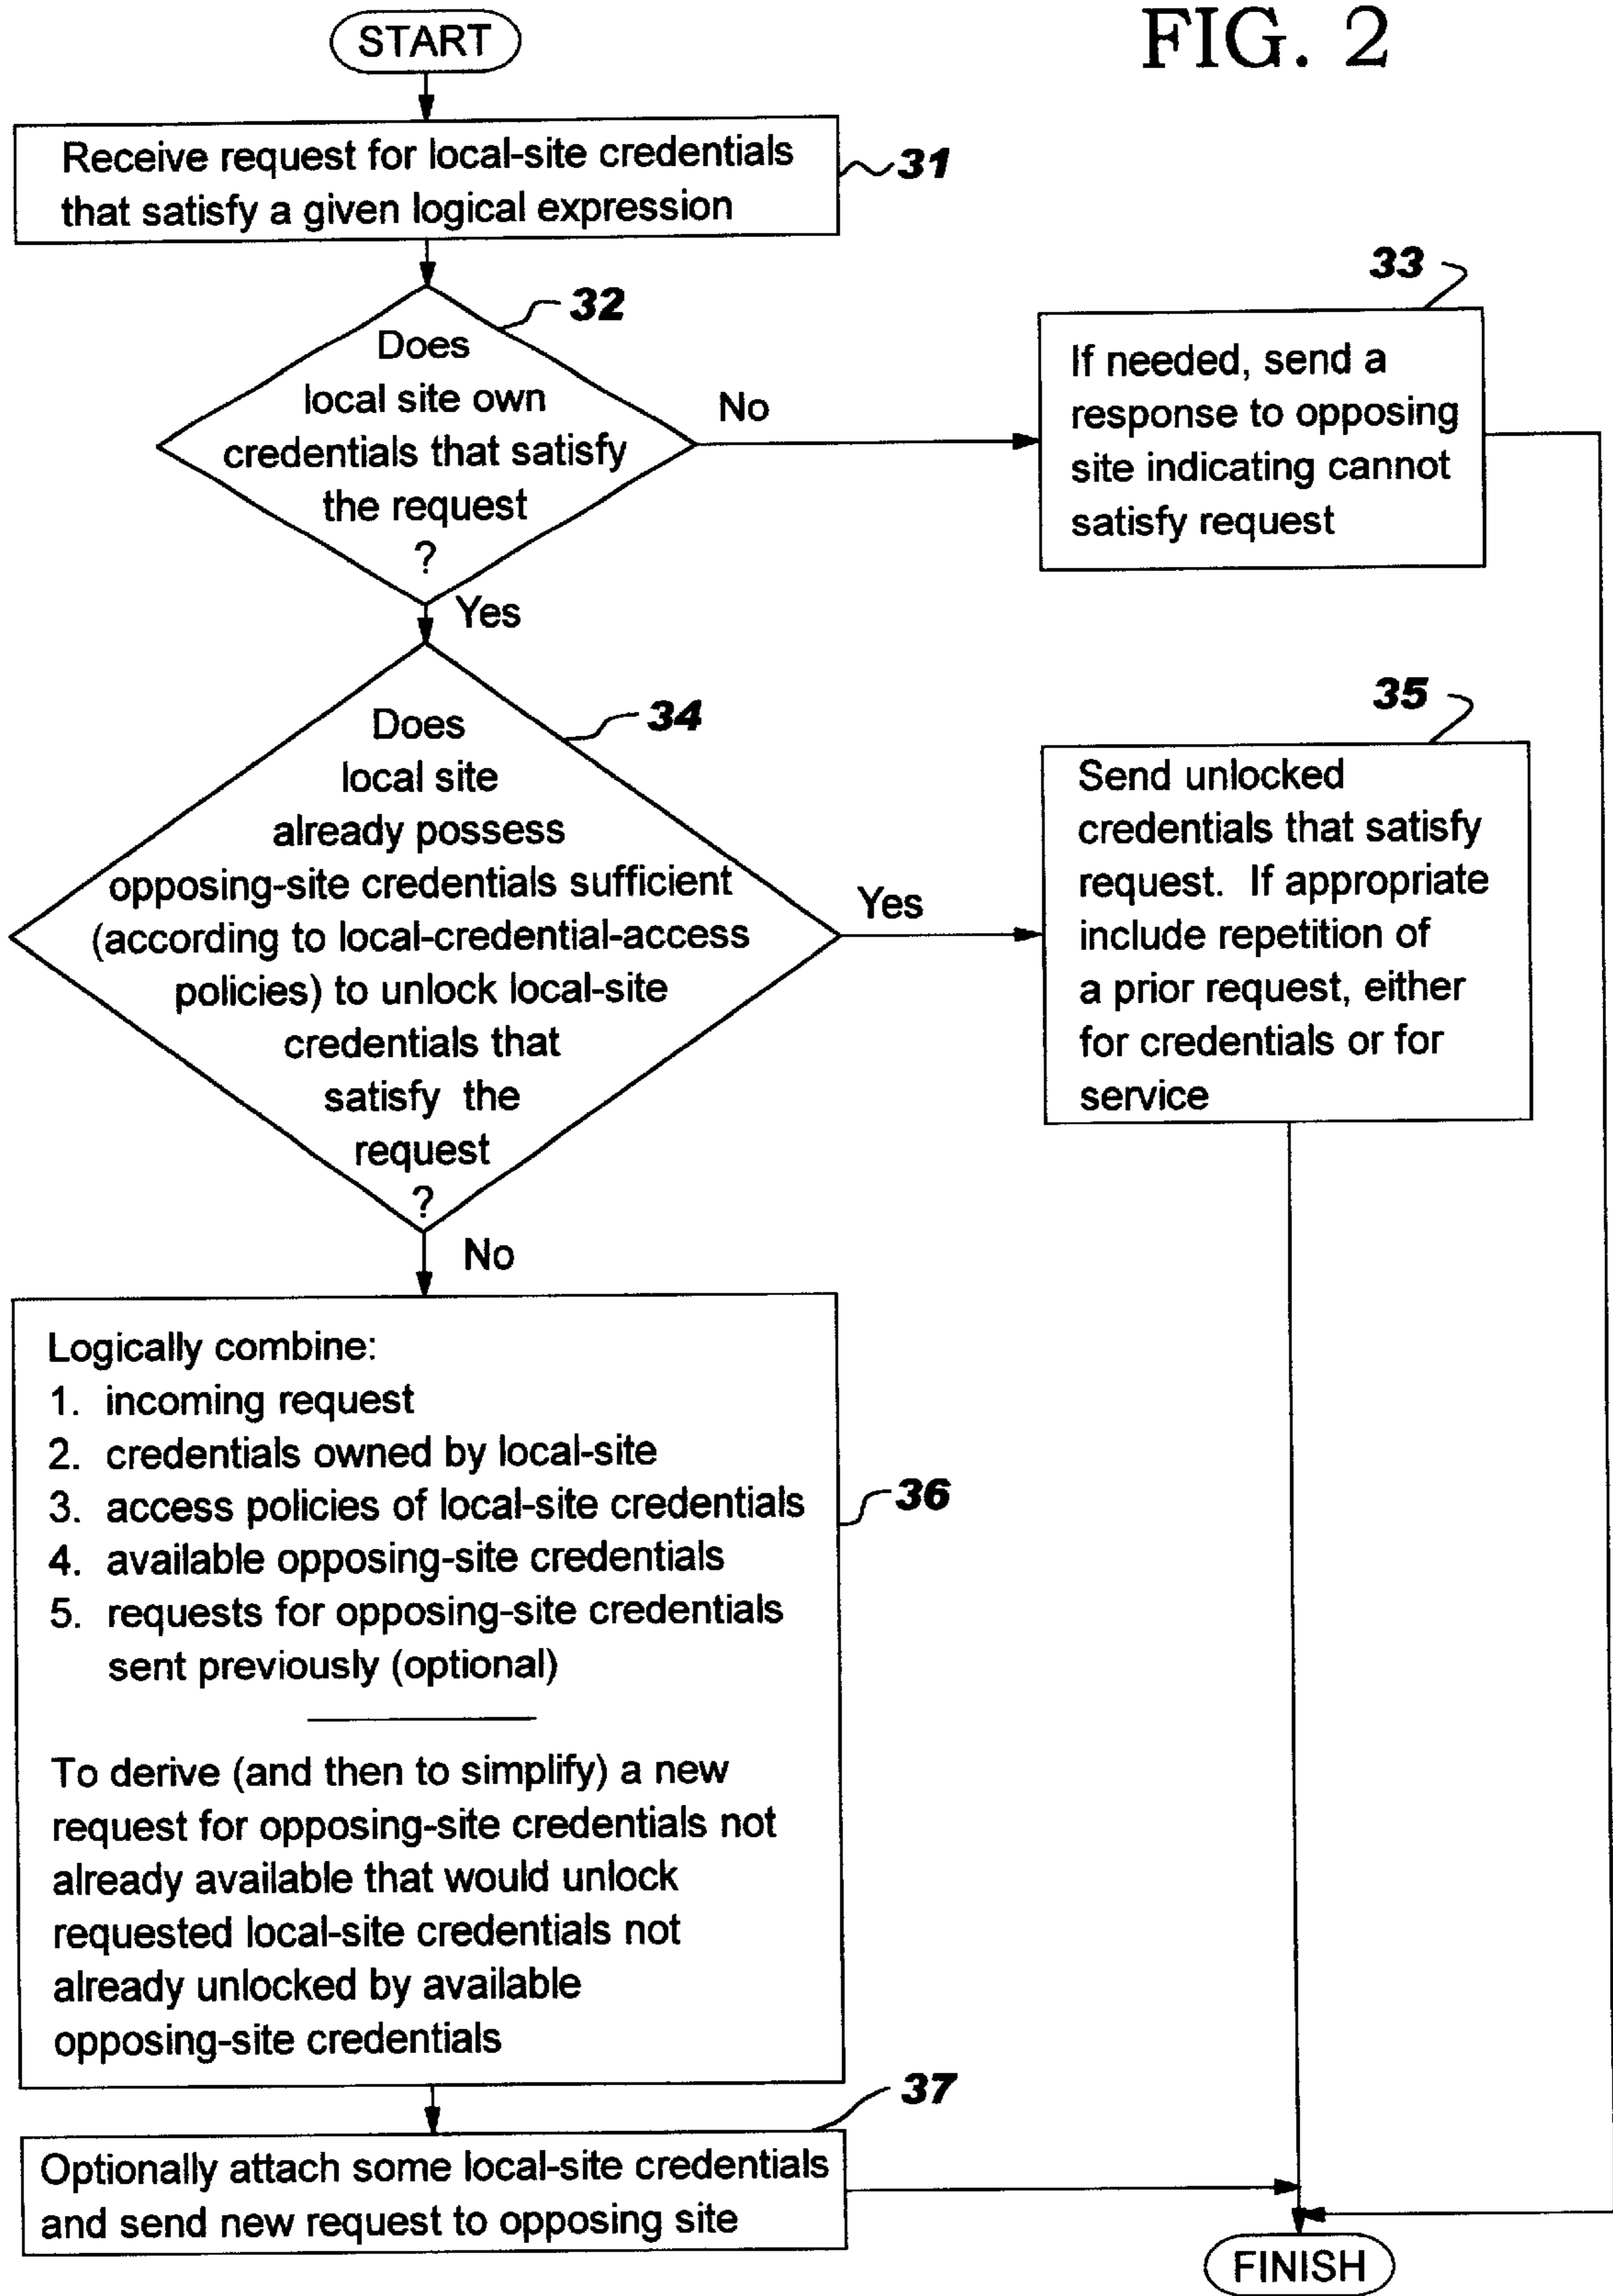 FIG. 2
START
Receive request for local-site credentials
that satisfy a given logical expression
31
32
Does
local site own
credentials that satisfy
the request
?
No
33
If needed, send a
response to opposing
site indicating cannot
satisfy request
Yes
34
Does
local site
already possess
opposing-site credentials sufficient
(according to local-credential-access
policies) to unlock local-site
credentials that
satisfy the
request
?
Yes
35
Send unlocked
credentials that satisfy
request. If appropriate
include repetition of
a prior request, either
for credentials or for
service
No
Logically combine:
1. incoming request
2. credentials owned by local-site
3. access policies of local-site credentials
4. available opposing-site credentials
5. requests for opposing-site credentials
sent previously (optional)
36
To derive (and then to simplify) a new
request for opposing-site credentials not
already available that would unlock
requested local-site credentials not
already unlocked by available
opposing-site credentials
37
Optionally attach some local-site credentials
and send new request to opposing site
FINISH